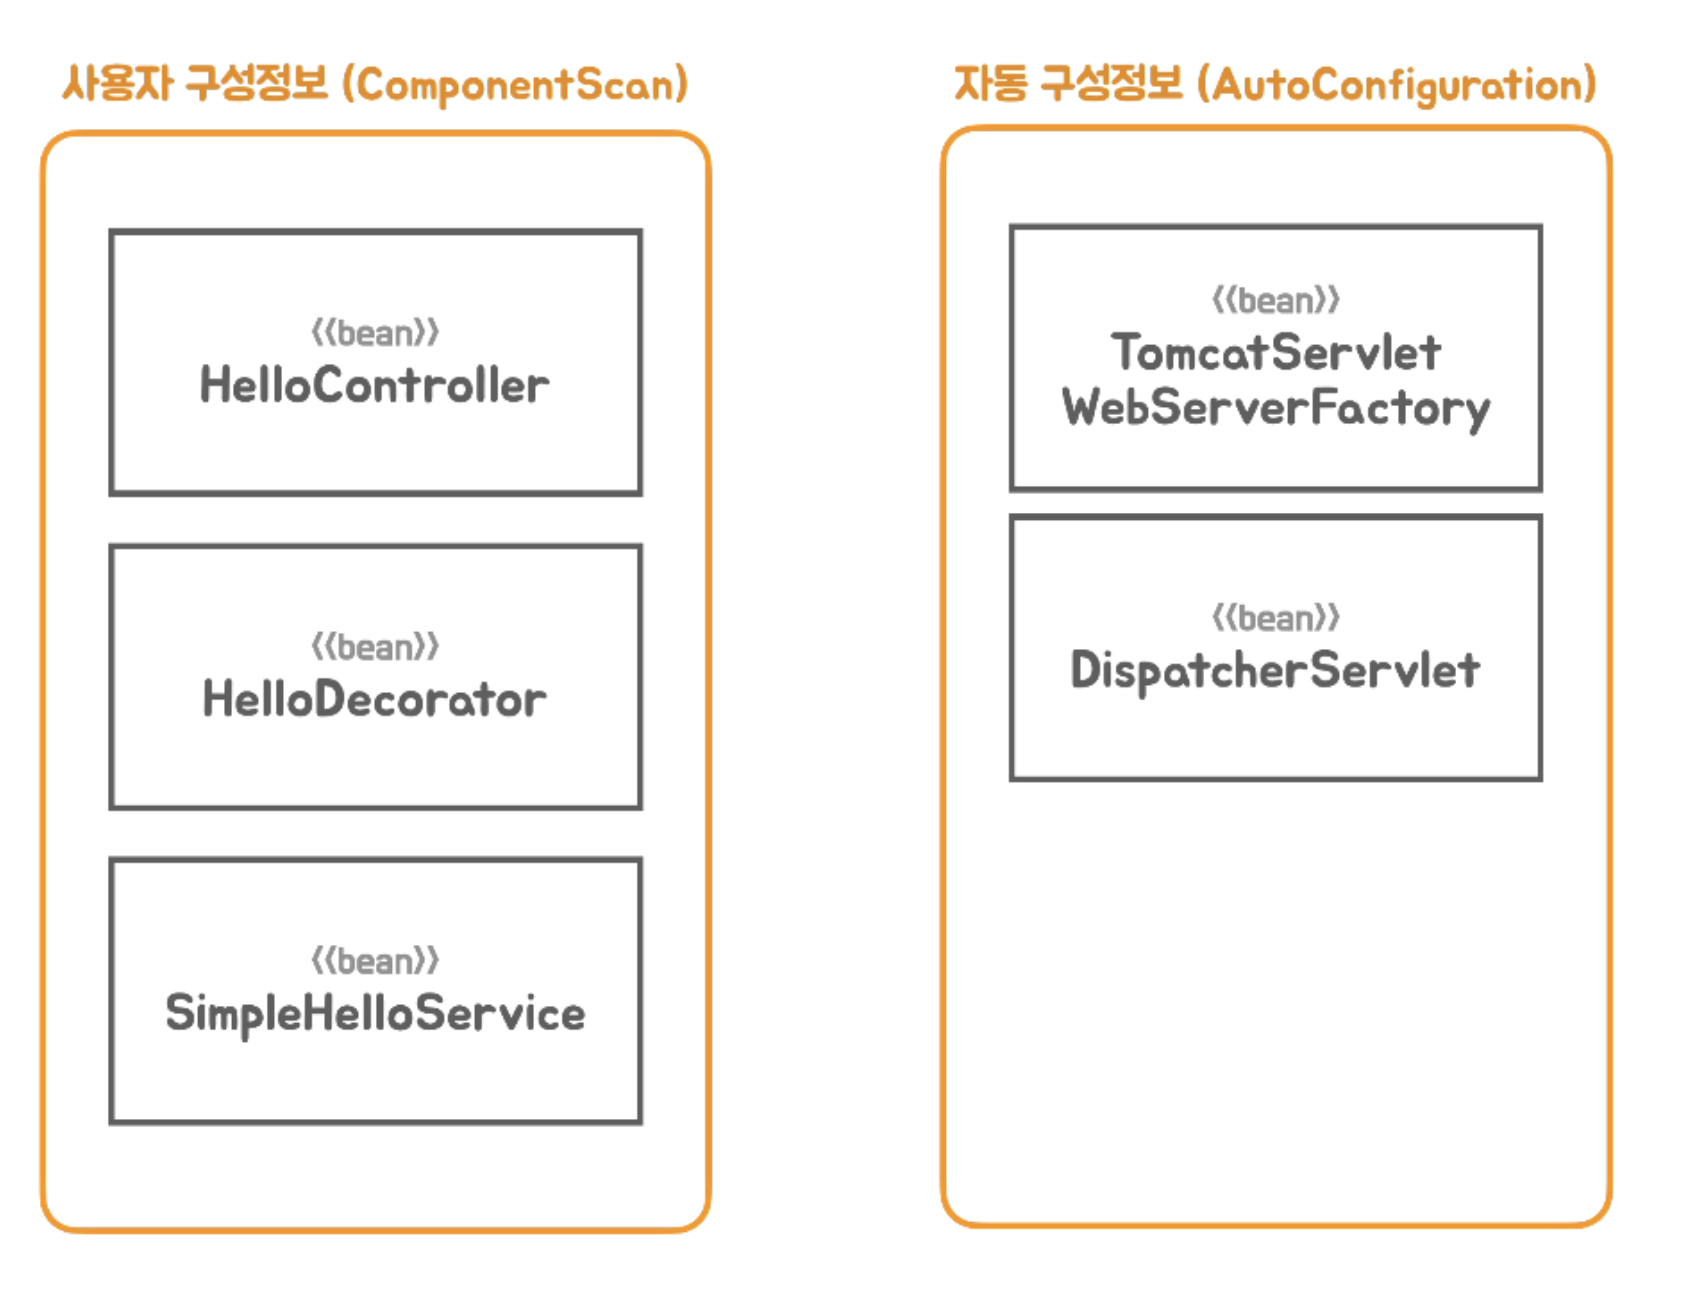 사용자 구성정보 (ComponentScan)
<<bean>>
HelloController
<<bean>>
HelloDecorator
<<bean>>
SimpleHelloService
자동 구성정보 (AutoConfiguration)
<<bean>>
TomcatServlet
WebServerFactory
<<bean>>
DispatcherServlet